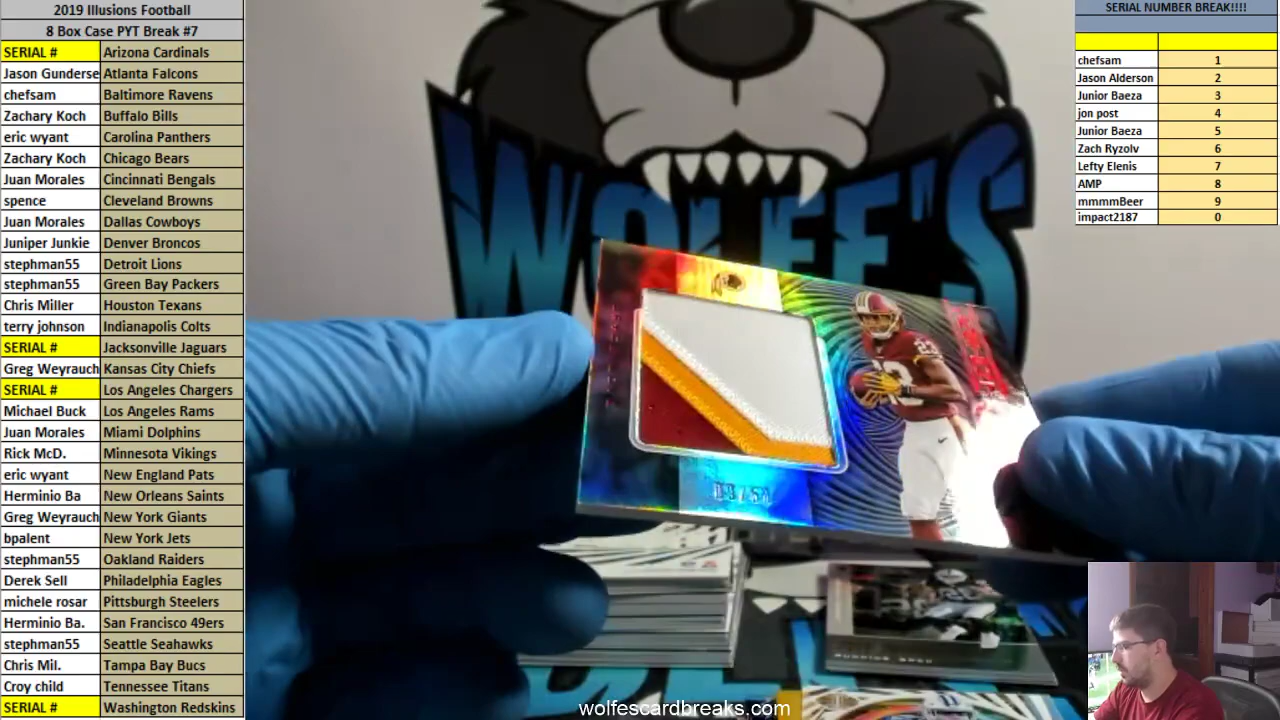 2019 Illusions Football
8 Box Case PYT Break #7
SERIAL # Arizona Cardinals
Jason Gunderse Atlanta Falcons
chefsam Baltimore Ravens
Zachary Koch Buffalo Bills
eric wyant Carolina Panthers
Zachary Koch Chicago Bears
Juan Morales Cincinnati Bengals
spence Cleveland Browns
Juan Morales Dallas Cowboys
Juniper Junkie Denver Broncos
stephman55 Detroit Lions
stephman55 Green Bay Packers
Chris Miller Houston Texans
terry johnson Indianapolis Colts
SERIAL # Jacksonville Jaguars
Greg Weyrauch Kansas City Chiefs
SERIAL # Los Angeles Chargers
Michael Buck Los Angeles Rams
Juan Morales Miami Dolphins
Rick McD. Minnesota Vikings
eric wyant New England Pats
Herminio Ba New Orleans Saints
Greg Weyrauch New York Giants
bpalent New York Jets
stephman55 Oakland Raiders
Derek Sell Philadelphia Eagles
michele rosar Pittsburgh Steelers
Herminio Ba. San Francisco 49ers
stephman55 Seattle Seahawks
Chris Mil. Tampa Bay Bucs
Croy child Tennessee Titans
SERIAL # Washington Redskins
WOLFE'S
wolfescardbreaks.com
SERIAL NUMBER BREAK!!!!
chefsam 1
Jason Alderson 2
Junior Baeza 3
jon post 4
Junior Baeza 5
Zach Ryzolv 6
Lefty Elenis 7
AMP 8
mmmmBeer 9
impact2187 0